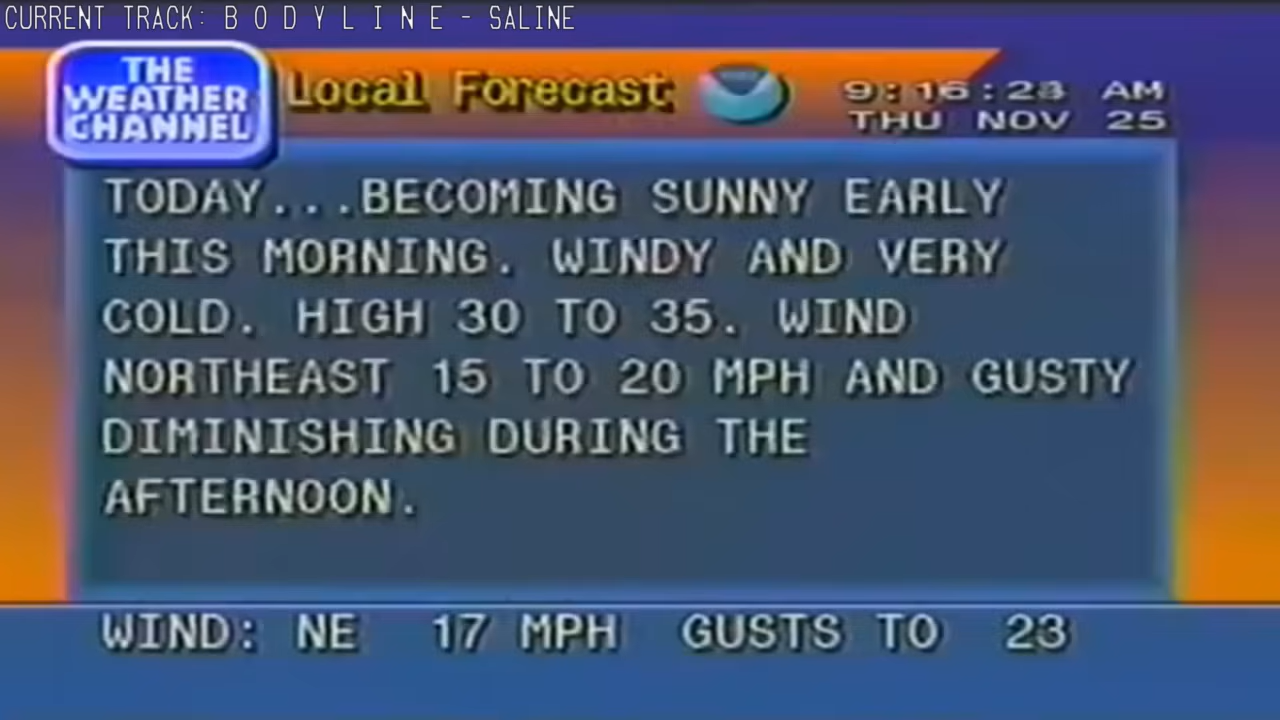 CURRENT TRACK: B O D Y L I N E - SALINE
THE
WEATHER
CHANNEL
Local Forecast
9:16:23 AM
THU NOV 25
TODAY...BECOMING SUNNY EARLY
THIS MORNING. WINDY AND VERY
COLD. HIGH 30 TO 35. WIND
NORTHEAST 15 TO 20 MPH AND GUSTY
DIMINISHING DURING THE
AFTERNOON.
WIND: NE 17 MPH GUSTS TO 23